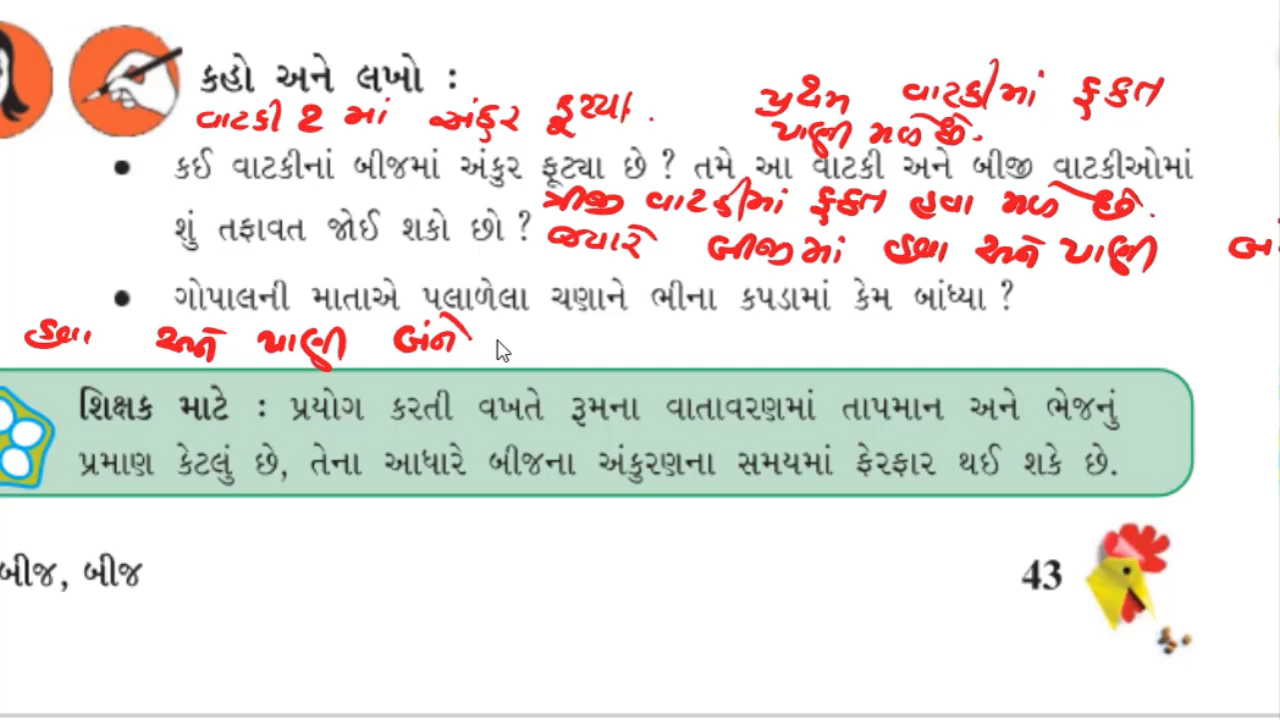 કહો અને લખો :
વાટકી 2 માં અંકુર ફૂટ્યા. પ્રથમ વાટકીમાં ફકત
પાણી મળે છે.
કઈ વાટકીનાં બીજમાં અંકુર ફૂટ્યા છે ? તમે આ વાટકી અને બીજી વાટકીઓમાં
ત્રીજી વાટકીમાં ફકત હવા મળે છે.
શું તફાવત જોઈ શકો છો ?
જ્યારે બીજીમાં હવા અને પાણી
ગોપાલની માતાએ પલાળેલા ચણાને ભીના કપડામાં કેમ બાંધ્યા ?
હવા અને પાણી બંને
શિક્ષક માટે : પ્રયોગ કરતી વખતે રૂમના વાતાવરણમાં તાપમાન અને ભેજનું
પ્રમાણ કેટલું છે, તેના આધારે બીજના અંકુરણના સમયમાં ફેરફાર થઈ શકે છે.
બીજ, બીજ 43